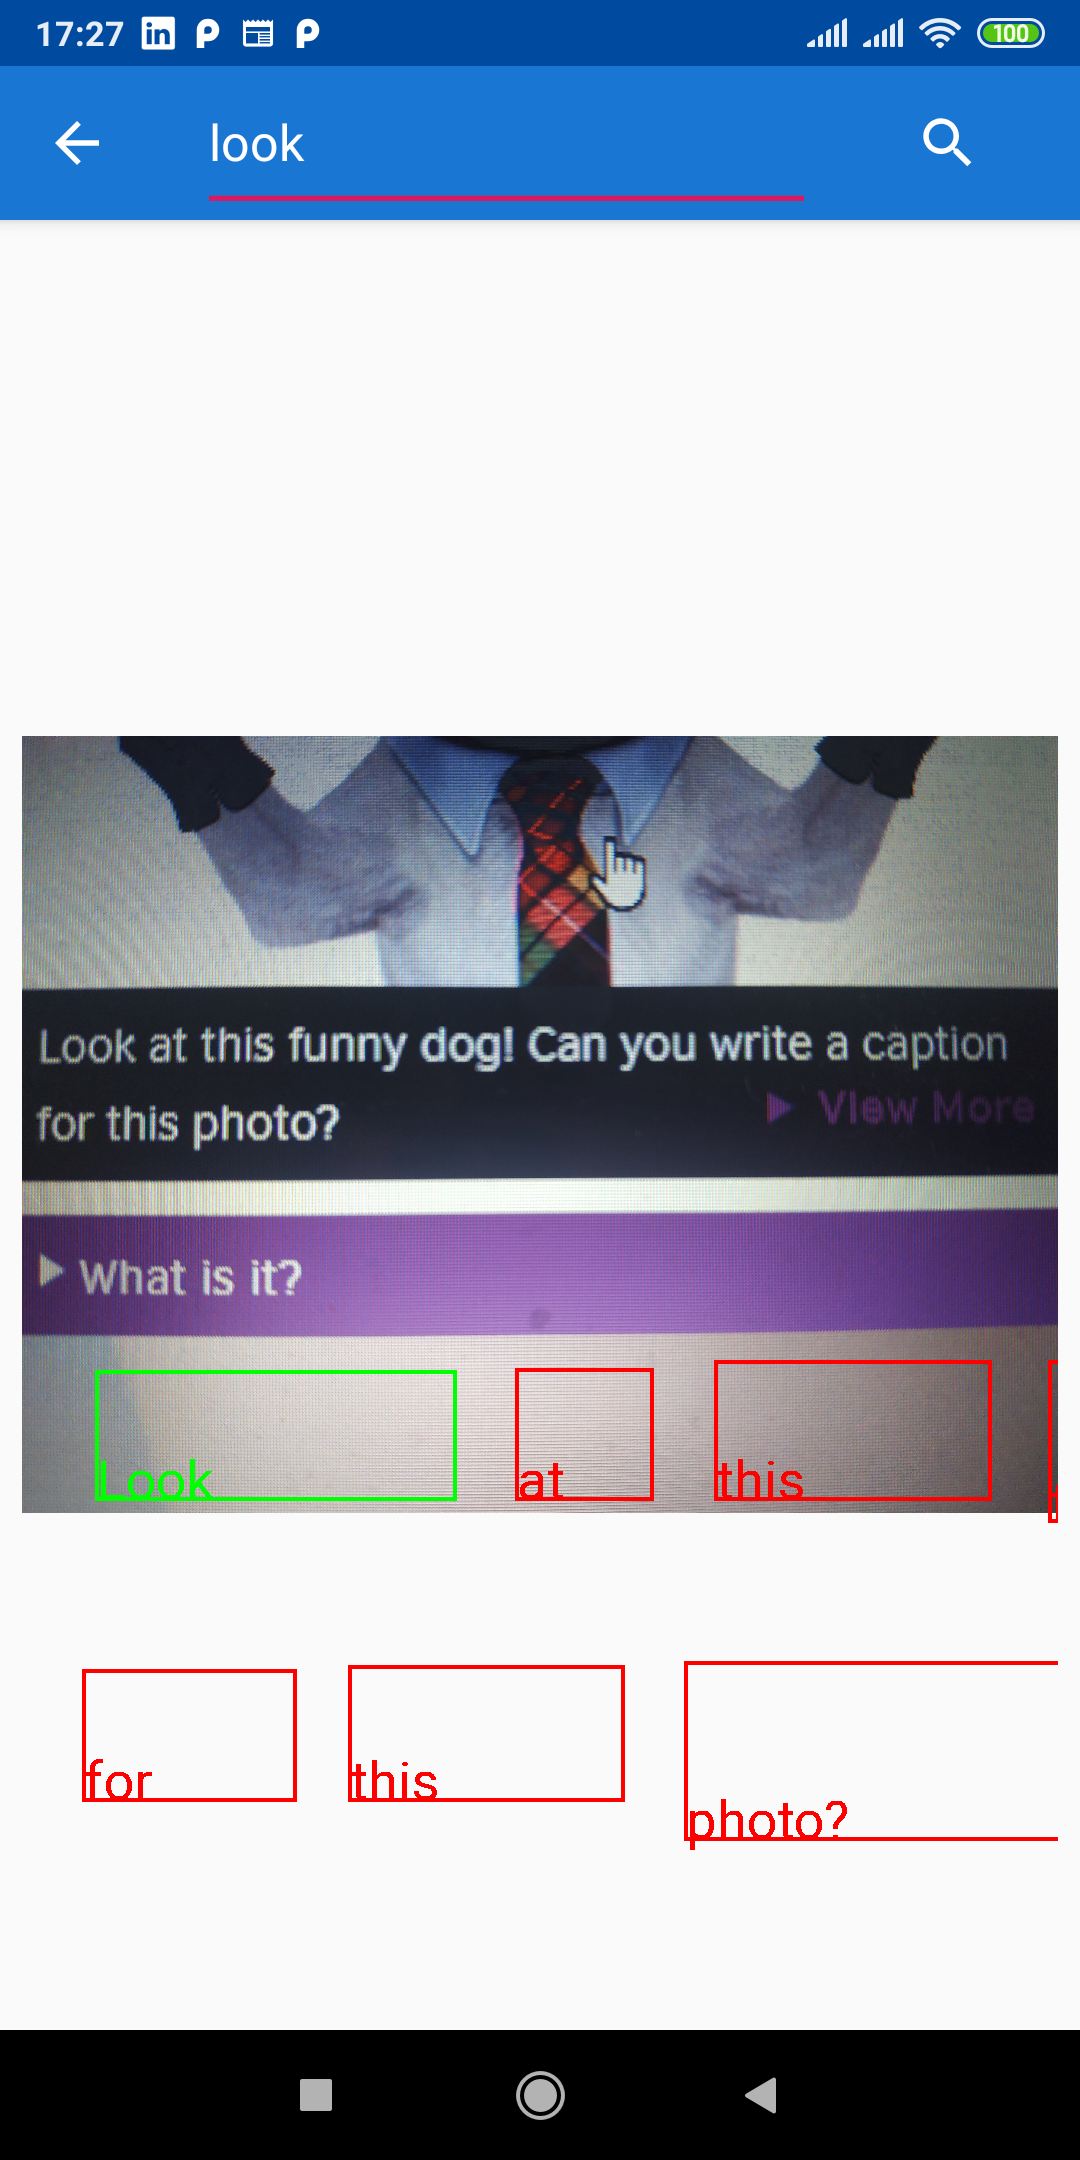 17:27
100
look
Look at this funny dog! Can you write a caption
for this photo?
View More
What is it?
Look at this
for this photo?